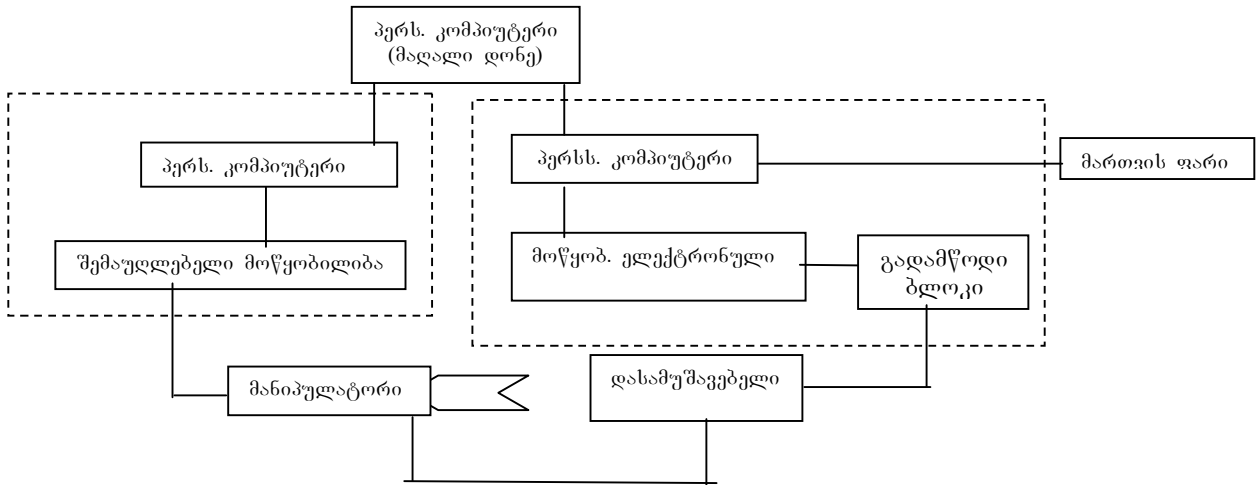 პერს. კომპიუტერი
(მაღალი დონე)
პერს. კომპიუტერი
პერსს. კომპიუტერი
მართვის ფარი
შემაუღლებელი მოწყობილიბა
მოწყობ. ელექტრონული
გადამწოდი
ბლოკი
მანიპულატორი
დასამუშავებელი